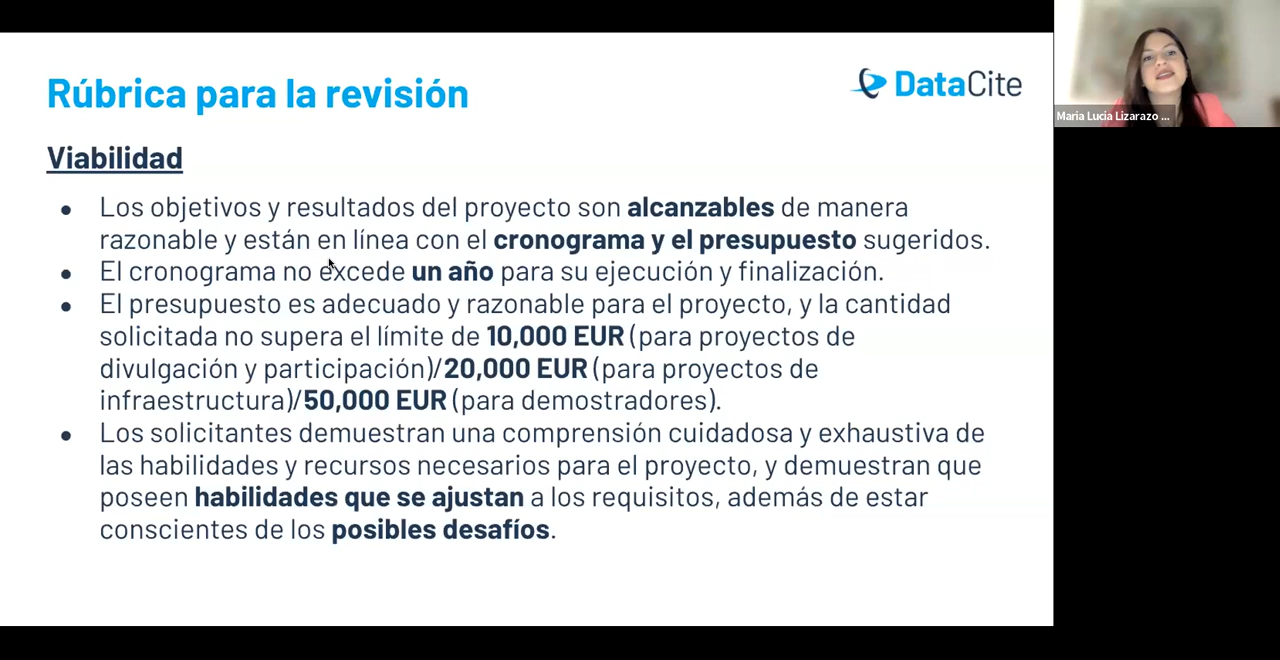 Rúbrica para la revisión
DataCite
Maria Lucia Lizarazo ...
Viabilidad
● Los objetivos y resultados del proyecto son alcanzables de manera
razonable y están en línea con el cronograma y el presupuesto sugeridos.
● El cronograma no excede un año para su ejecución y finalización.
● El presupuesto es adecuado y razonable para el proyecto, y la cantidad
solicitada no supera el límite de 10,000 EUR (para proyectos de
divulgación y participación)/20,000 EUR (para proyectos de
infraestructura)/50,000 EUR (para demostradores).
● Los solicitantes demuestran una comprensión cuidadosa y exhaustiva de
las habilidades y recursos necesarios para el proyecto, y demuestran que
poseen habilidades que se ajustan a los requisitos, además de estar
conscientes de los posibles desafíos.